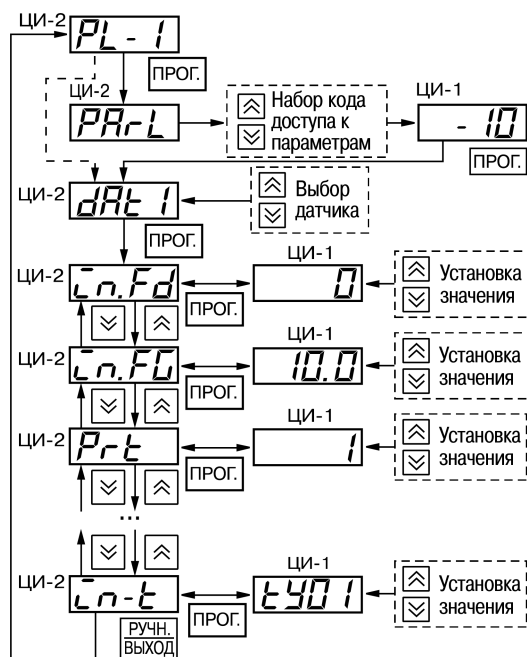 ЦИ-2 PL-1
ПРОГ.
ЦИ-2 ЦИ-1
PArL Набор кода доступа к параметрам - 10
ПРОГ.
ЦИ-2 dAt1 Выбор датчика
ПРОГ.
ЦИ-1
ЦИ-2 in.Fd ПРОГ. 0 Установка значения
ЦИ-1
ЦИ-2 in.FG ПРОГ. 10.0 Установка значения
ЦИ-1
ЦИ-2 Prt ПРОГ. 1 Установка значения
...
ЦИ-1
ЦИ-2 in-t ПРОГ. tY01 Установка значения
РУЧН.
ВЫХОД